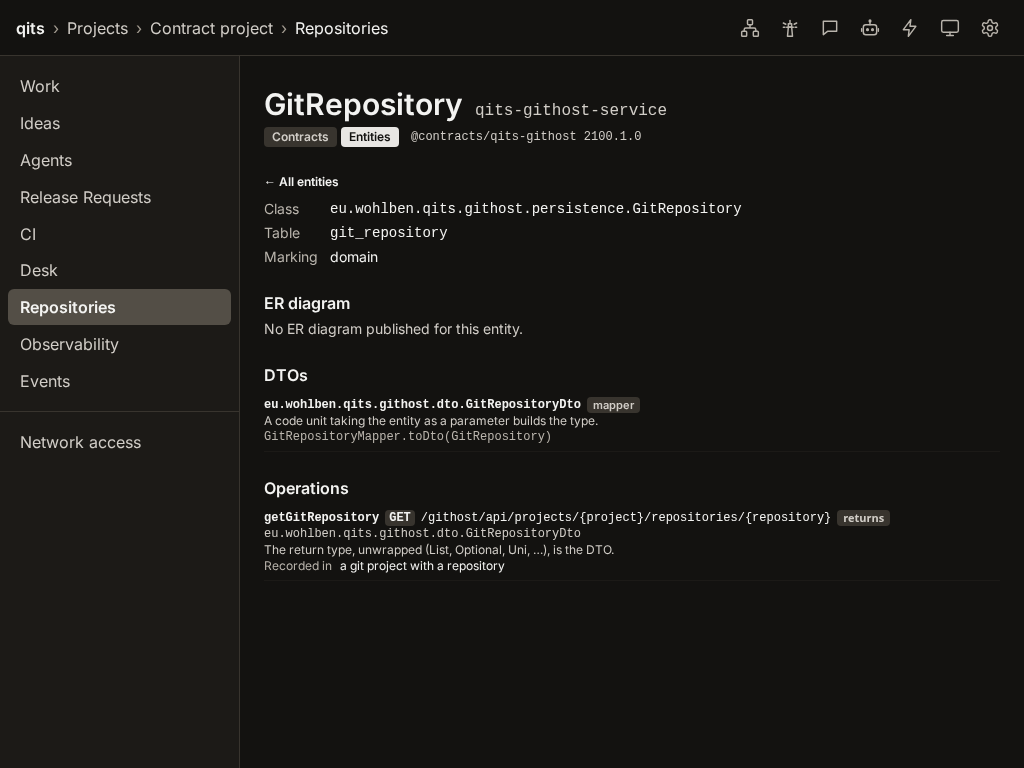 qits › Projects › Contract project › Repositories
Work
Ideas
Agents
Release Requests
CI
Desk
Repositories
Observability
Events
Network access
GitRepository qits-githost-service
Contracts Entities @contracts/qits-githost 2100.1.0
← All entities
Class eu.wohlben.qits.githost.persistence.GitRepository
Table git_repository
Marking domain
ER diagram
No ER diagram published for this entity.
DTOs
eu.wohlben.qits.githost.dto.GitRepositoryDto mapper
A code unit taking the entity as a parameter builds the type.
GitRepositoryMapper.toDto(GitRepository)
Operations
getGitRepository GET /githost/api/projects/{project}/repositories/{repository} returns
eu.wohlben.qits.githost.dto.GitRepositoryDto
The return type, unwrapped (List, Optional, Uni, …), is the DTO.
Recorded in a git project with a repository